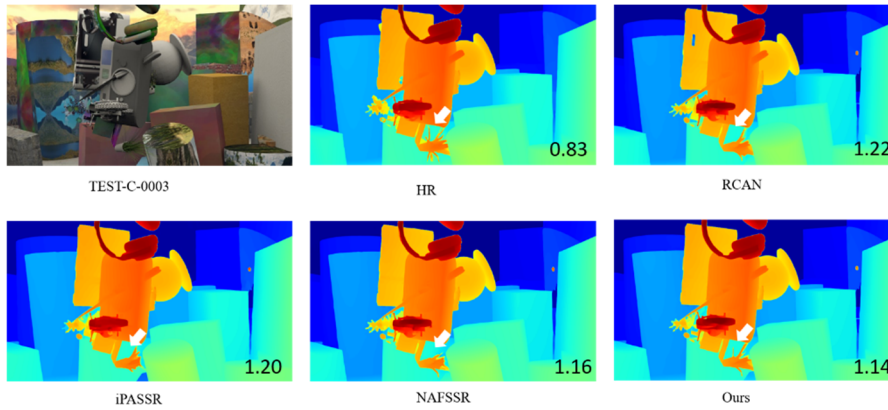 0.83
1.22
TEST-C-0003
HR
RCAN
1.20
1.16
1.14
iPASSR
NAFSSR
Ours